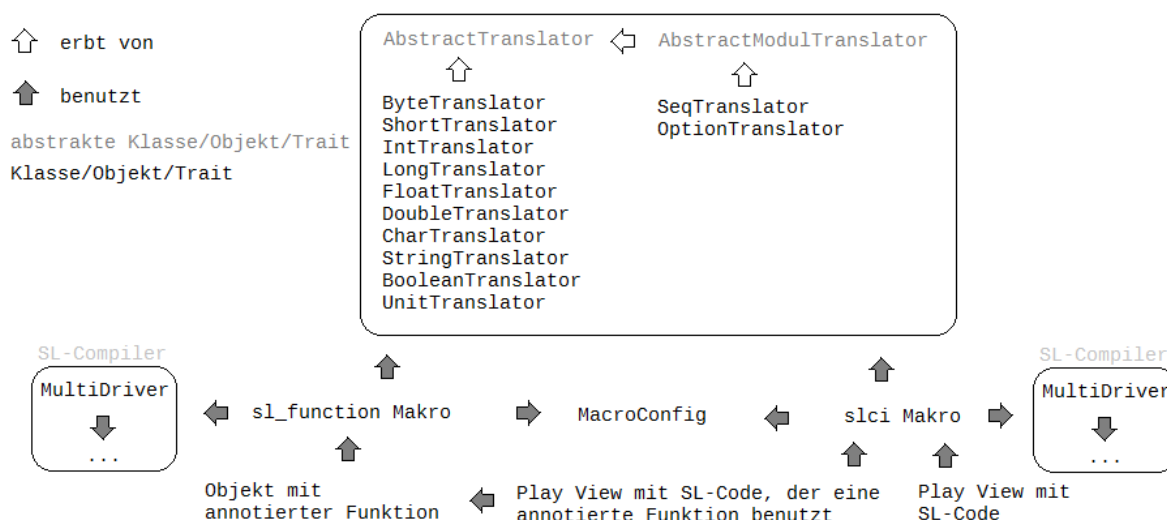 erbt von
benutzt
abstrakte Klasse/Objekt/Trait
Klasse/Objekt/Trait
AbstractTranslator
AbstractModulTranslator
ByteTranslator
ShortTranslator
IntTranslator
LongTranslator
FloatTranslator
DoubleTranslator
CharTranslator
StringTranslator
BooleanTranslator
UnitTranslator
SeqTranslator
OptionTranslator
SL-Compiler
MultiDriver
...
sl_function Makro
MacroConfig
slci Makro
SL-Compiler
MultiDriver
...
Objekt mit
annotierter Funktion
Play View mit SL-Code, der eine
annotierte Funktion benutzt
Play View mit
SL-Code